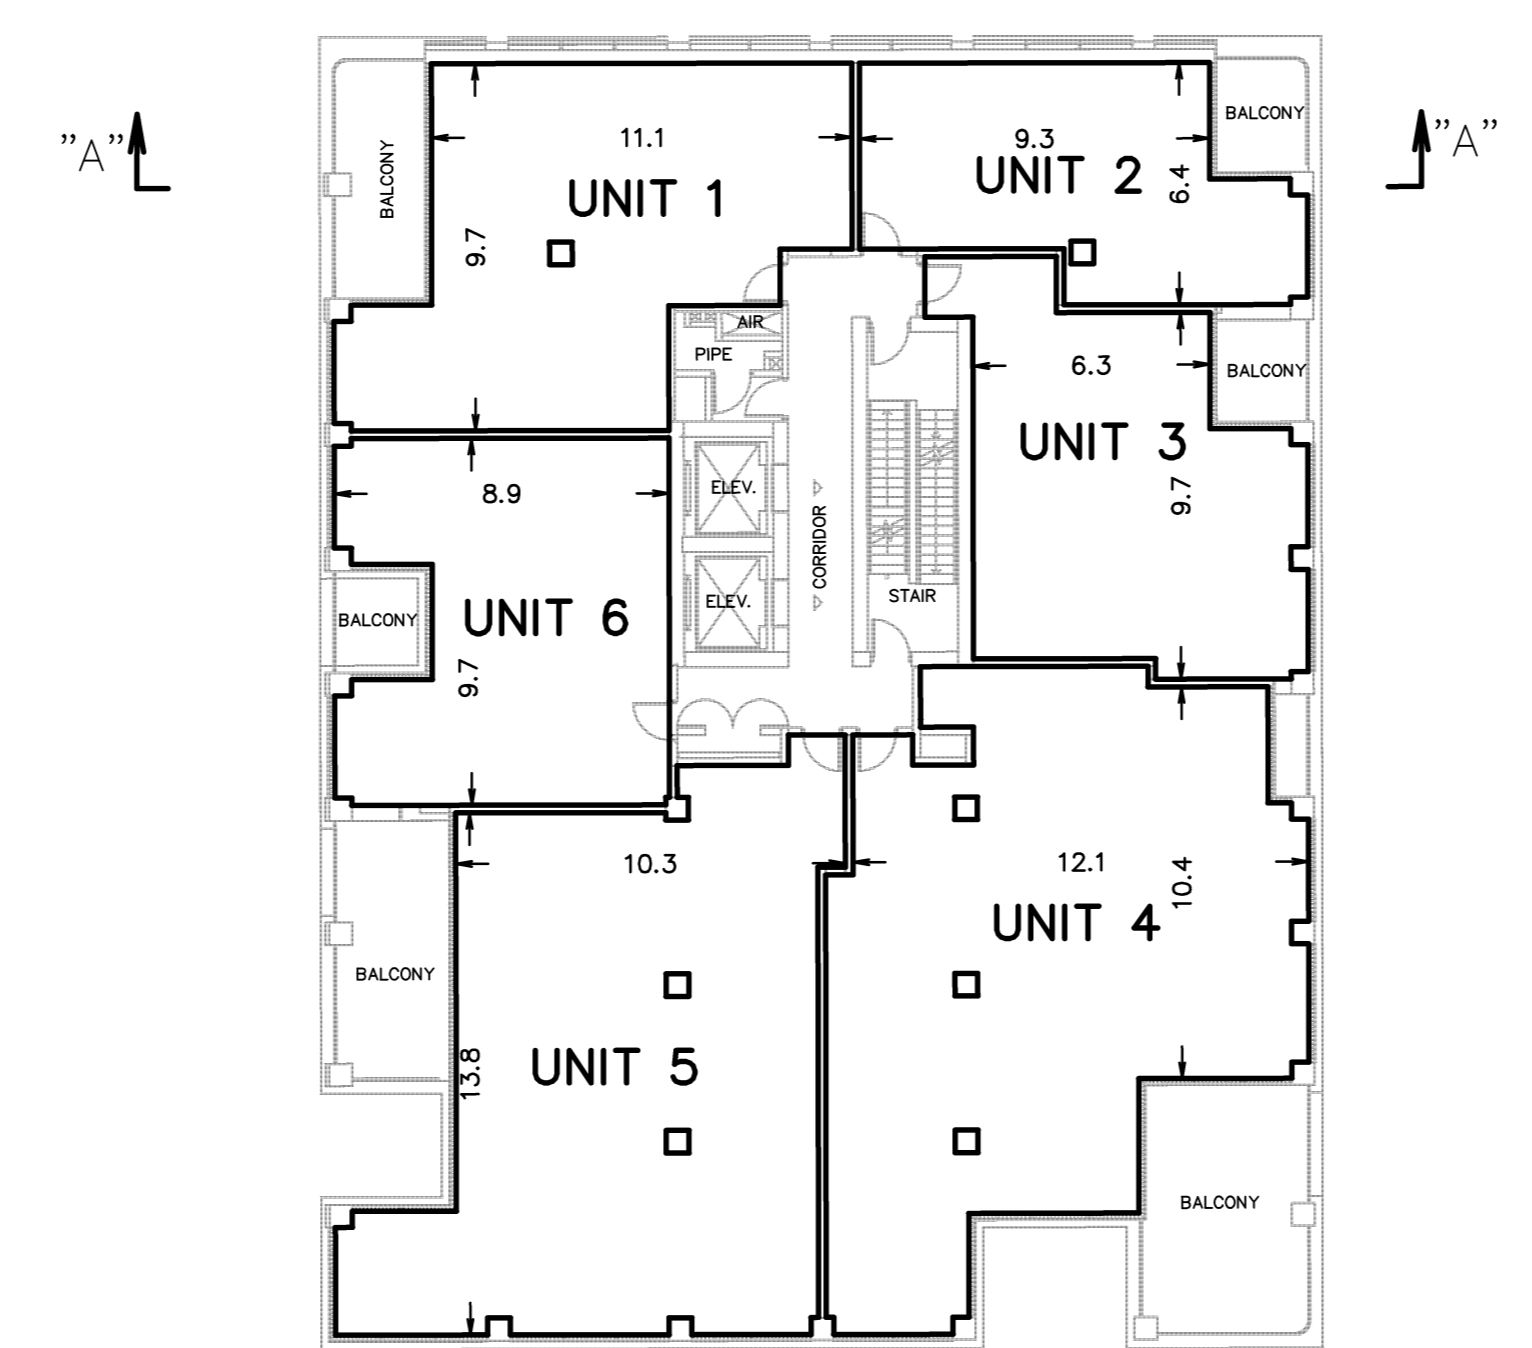 BALCONY
"A"
"A"
11.1
9.3
UNIT 1
UNIT 2
6.4
BALCONY
9.7
AIR
PIPE
6.3
BALCONY
UNIT 3
9.7
8.9
ELEV.
CORRIDOR
STAIR
ELEV.
BALCONY
UNIT 6
9.7
10.3
12.1
10.4
UNIT 4
BALCONY
UNIT 5
13.8
BALCONY